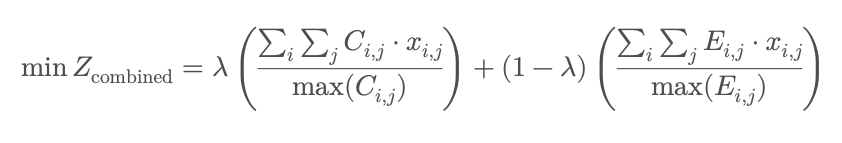 min Z_combined = λ ( ∑_i ∑_j C_{i,j} · x_{i,j} / max(C_{i,j}) ) + (1 − λ) ( ∑_i ∑_j E_{i,j} · x_{i,j} / max(E_{i,j}) )